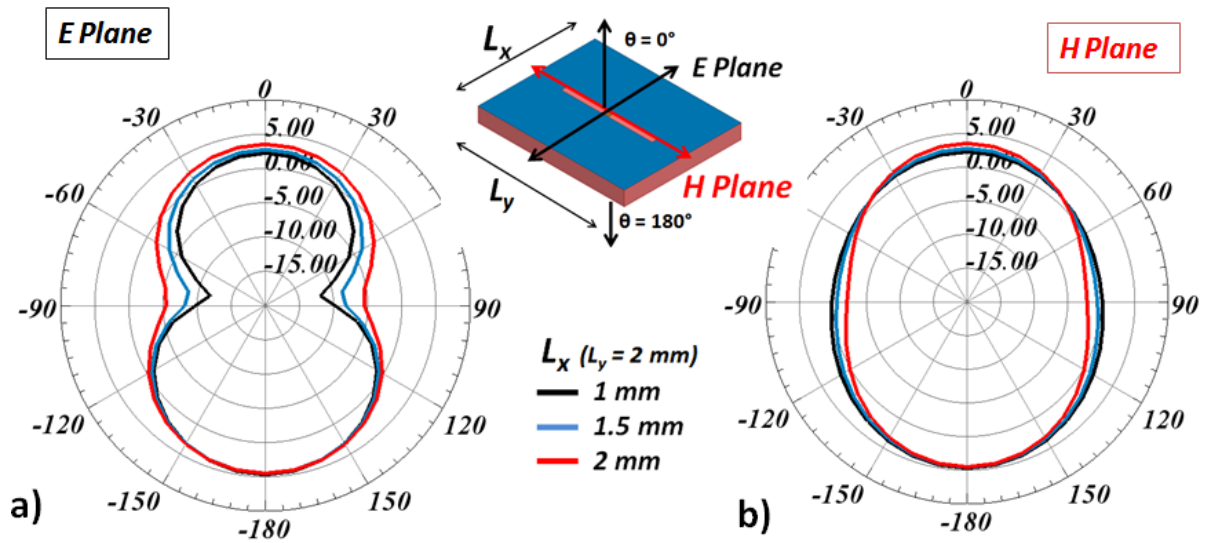 E Plane
Lx
θ = 0°
E Plane
H Plane
Ly
θ = 180°
H Plane
0
-30
30
-60
-90
90
-120
120
-150
150
-180
5.00
0.00
-5.00
-10.00
-15.00
a)
Lx (Ly = 2 mm)
1 mm
1.5 mm
2 mm
0
-30
30
60
-90
90
-120
120
-150
150
-180
5.00
0.00
-5.00
-10.00
-15.00
b)